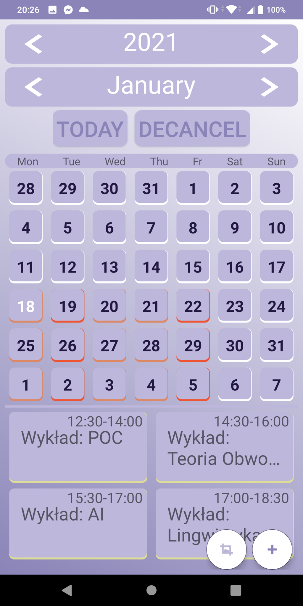 20:26 100%
2021
January
TODAY DECANCEL
Mon Tue Wed Thu Fr Sat Sun
28 29 30 31 1 2 3
4 5 6 7 8 9 10
11 12 13 14 15 16 17
18 19 20 21 22 23 24
25 26 27 28 29 30 31
1 2 3 4 5 6 7
12:30-14:00
Wykład: POC
14:30-16:00
Wykład:
Teoria Obwo...
15:30-17:00
Wykład: AI
17:00-18:30
Wykład: